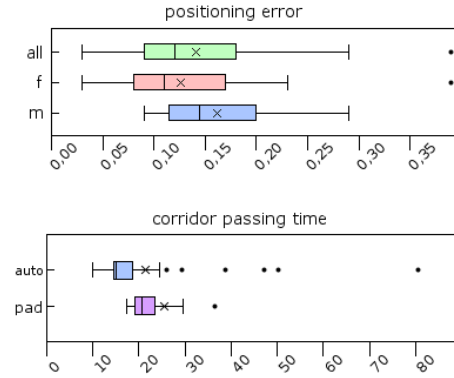 positioning error
all
f
m
0,00 0,05 0,10 0,15 0,20 0,25 0,30 0,35
corridor passing time
auto
pad
0 10 20 30 40 50 60 70 80